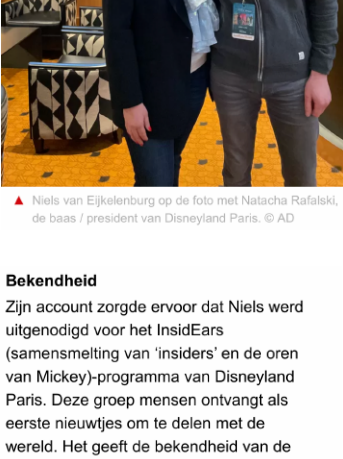 ▲ Niels van Eijkelenburg op de foto met Natacha Rafalski,
de baas / president van Disneyland Paris. © AD
Bekendheid
Zijn account zorgde ervoor dat Niels werd
uitgenodigd voor het InsidEars
(samensmelting van ‘insiders’ en de oren
van Mickey)-programma van Disneyland
Paris. Deze groep mensen ontvangt als
eerste nieuwtjes om te delen met de
wereld. Het geeft de bekendheid van de